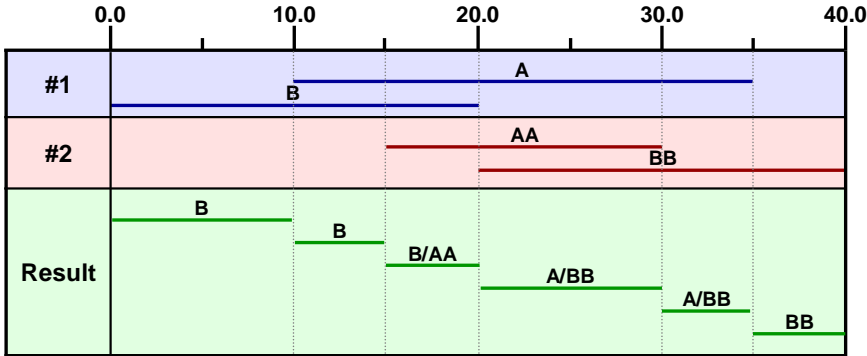 0.0 10.0 20.0 30.0 40.0
#1
A
B
#2
AA
BB
Result
B
B
B/AA
A/BB
A/BB
BB